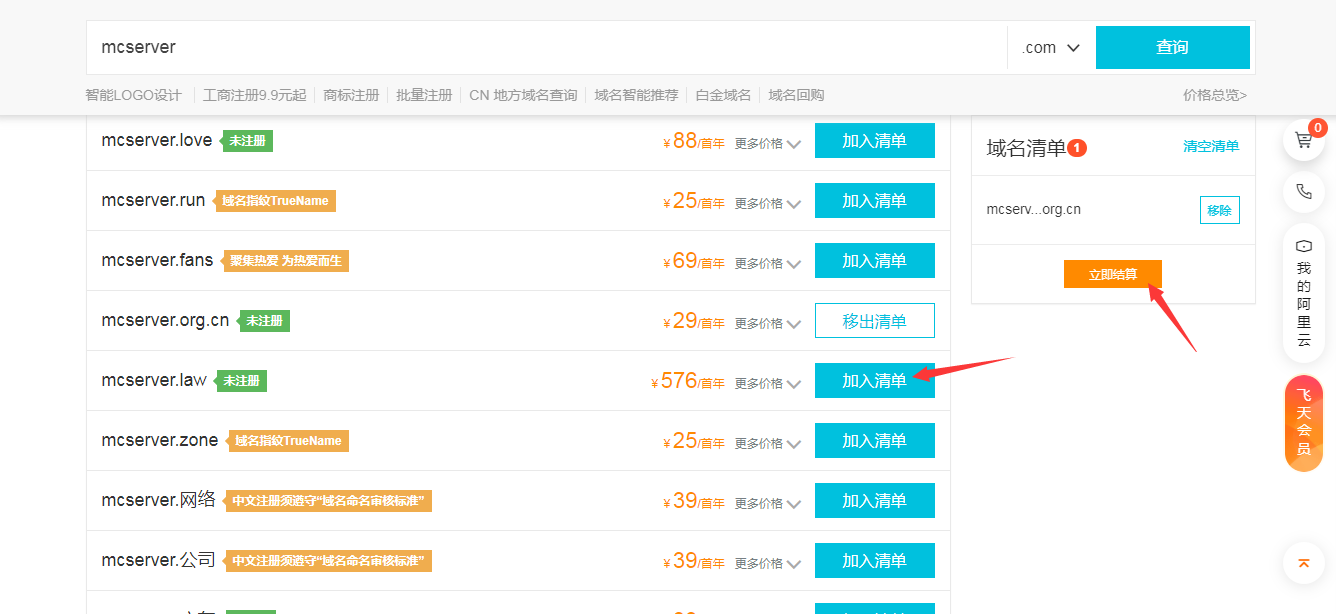 mcserver .com 查询
智能LOGO设计 工商注册9.9元起 商标注册 批量注册 CN 地方域名查询 域名智能推荐 白金域名 域名回购 价格总览>
mcserver.love 未注册 ¥88/首年 更多价格 加入清单
mcserver.run 域名指纹TrueName ¥25/首年 更多价格 加入清单
mcserver.fans 聚集热爱 为热爱而生 ¥69/首年 更多价格 加入清单
mcserver.org.cn 未注册 ¥29/首年 更多价格 移出清单
mcserver.law 未注册 ¥576/首年 更多价格 加入清单
mcserver.zone 域名指纹TrueName ¥25/首年 更多价格 加入清单
mcserver.网络 中文注册须遵守“域名命名审核标准” ¥39/首年 更多价格 加入清单
mcserver.公司 中文注册须遵守“域名命名审核标准” ¥39/首年 更多价格 加入清单
域名清单 1 清空清单
mcserv...org.cn 移除
立即结算
0
我的阿里云
飞天会员